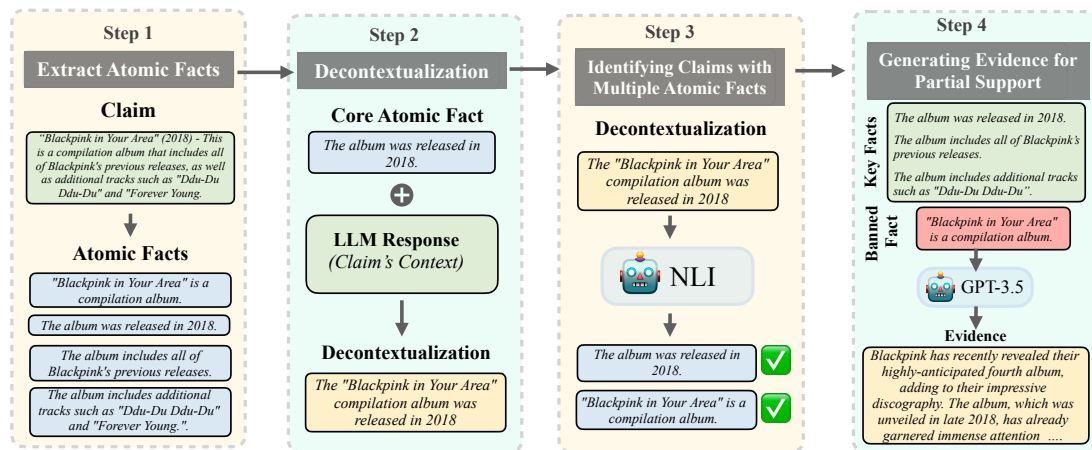 Step 1
Extract Atomic Facts
Claim
"Blackpink in Your Area" (2018) - This
is a compilation album that includes all
of Blackpink's previous releases, as well
as additional tracks such as "Ddu-Du
Ddu-Du" and "Forever Young.
Atomic Facts
"Blackpink in Your Area" is a
compilation album.
The album was released in 2018.
The album includes all of
Blackpink's previous releases.
The album includes additional
tracks such as "Ddu-Du Ddu-Du"
and "Forever Young.".
Step 2
Decontextualization
Core Atomic Fact
The album was released in
2018.
LLM Response
(Claim's Context)
Decontextualization
The "Blackpink in Your Area"
compilation album was
released in 2018
Step 3
Identifying Claims with
Multiple Atomic Facts
Decontextualization
The "Blackpink in Your Area"
compilation album was
released in 2018
NLI
The album was released in
2018.
"Blackpink in Your Area" is a
compilation album.
Step 4
Generating Evidence for
Partial Support
Key Facts
The album was released in 2018.
The album includes all of Blackpink's
previous releases.
The album includes additional tracks
such as "Ddu-Du Ddu-Du".
Banned
Fact
"Blackpink in Your Area"
is a compilation album.
GPT-3.5
Evidence
Blackpink has recently revealed their
highly-anticipated fourth album,
adding to their impressive
discography. The album, which was
unveiled in late 2018, has already
garnered immense attention ....